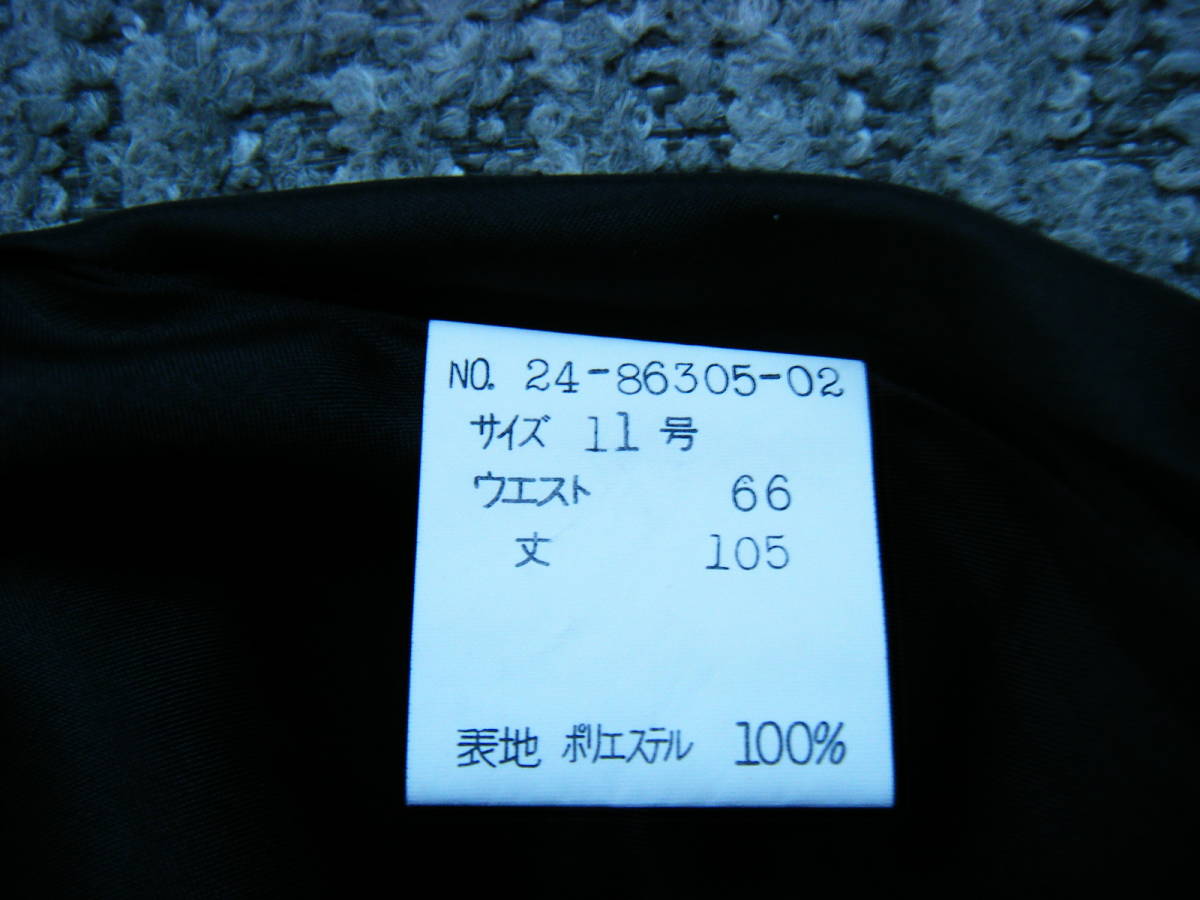 NO. 24-86305-02
サイズ 11 号
ウエスト 66
丈 105
表地 ポリエステル 100%